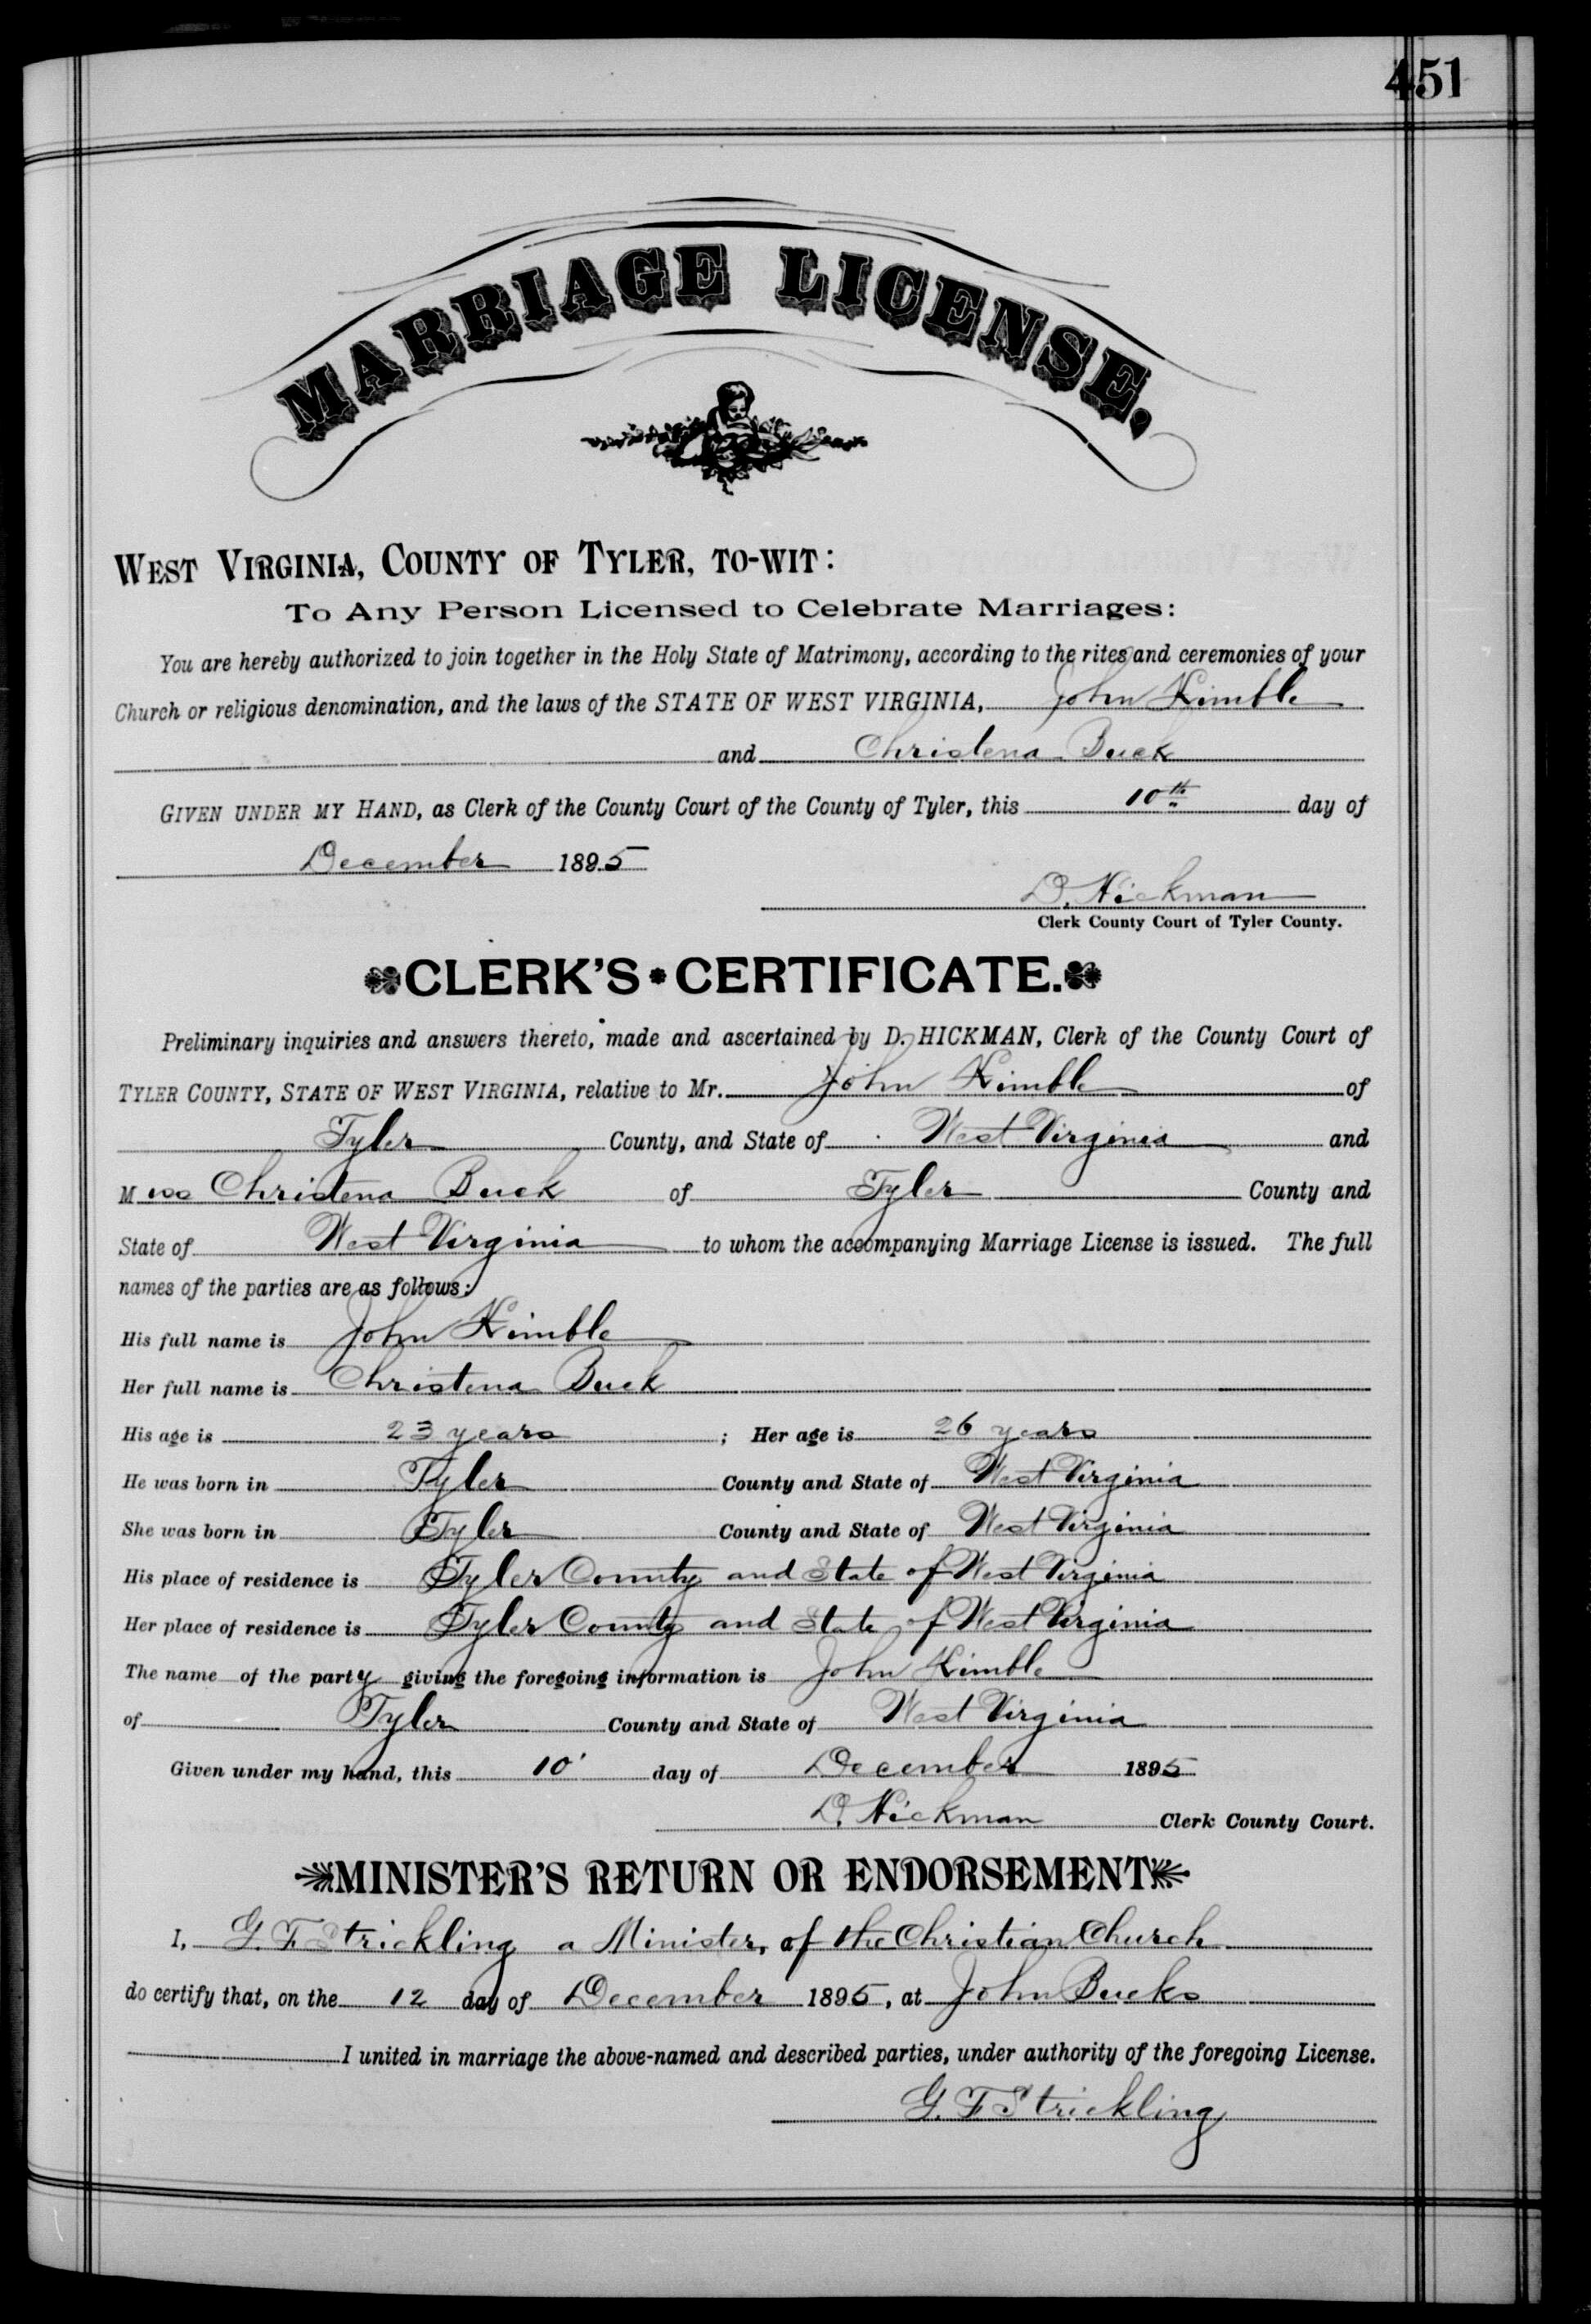 451
MARRIAGE LICENSE,
WEST VIRGINIA, COUNTY OF TYLER, TO-WIT:
To Any Person Licensed to Celebrate Marriages:
You are hereby authorized to join together in the Holy State of Matrimony, according to the rites and ceremonies of your
Church or religious denomination, and the laws of the STATE OF WEST VIRGINIA, John Kimble
and Christena Buck
GIVEN UNDER MY HAND, as Clerk of the County Court of the County of Tyler, this 10th day of
December 1895
D. Hickman
Clerk County Court of Tyler County.
CLERK'S CERTIFICATE.
Preliminary inquiries and answers thereto, made and ascertained by D. HICKMAN, Clerk of the County Court of
TYLER COUNTY, STATE OF WEST VIRGINIA, relative to Mr. John Kimble of
Tyler County, and State of West Virginia and
Miss Christena Buck of Tyler County and
State of West Virginia to whom the accompanying Marriage License is issued. The full
names of the parties are as follows:
His full name is John Kimble
Her full name is Christena Buck
His age is 23 years ; Her age is 26 years
He was born in Tyler County and State of West Virginia
She was born in Tyler County and State of West Virginia
His place of residence is Tyler County and State of West Virginia
Her place of residence is Tyler County and State of West Virginia
The name of the party giving the foregoing information is John Kimble
of Tyler County and State of West Virginia
Given under my hand, this 10' day of December 1895
D. Hickman Clerk County Court.
MINISTER'S RETURN OR ENDORSEMENT
I, G. F. Strickling a Minister, of the Christian Church
do certify that, on the 12 day of December 1895, at John Bucks
I united in marriage the above-named and described parties, under authority of the foregoing License.
G. F. Strickling